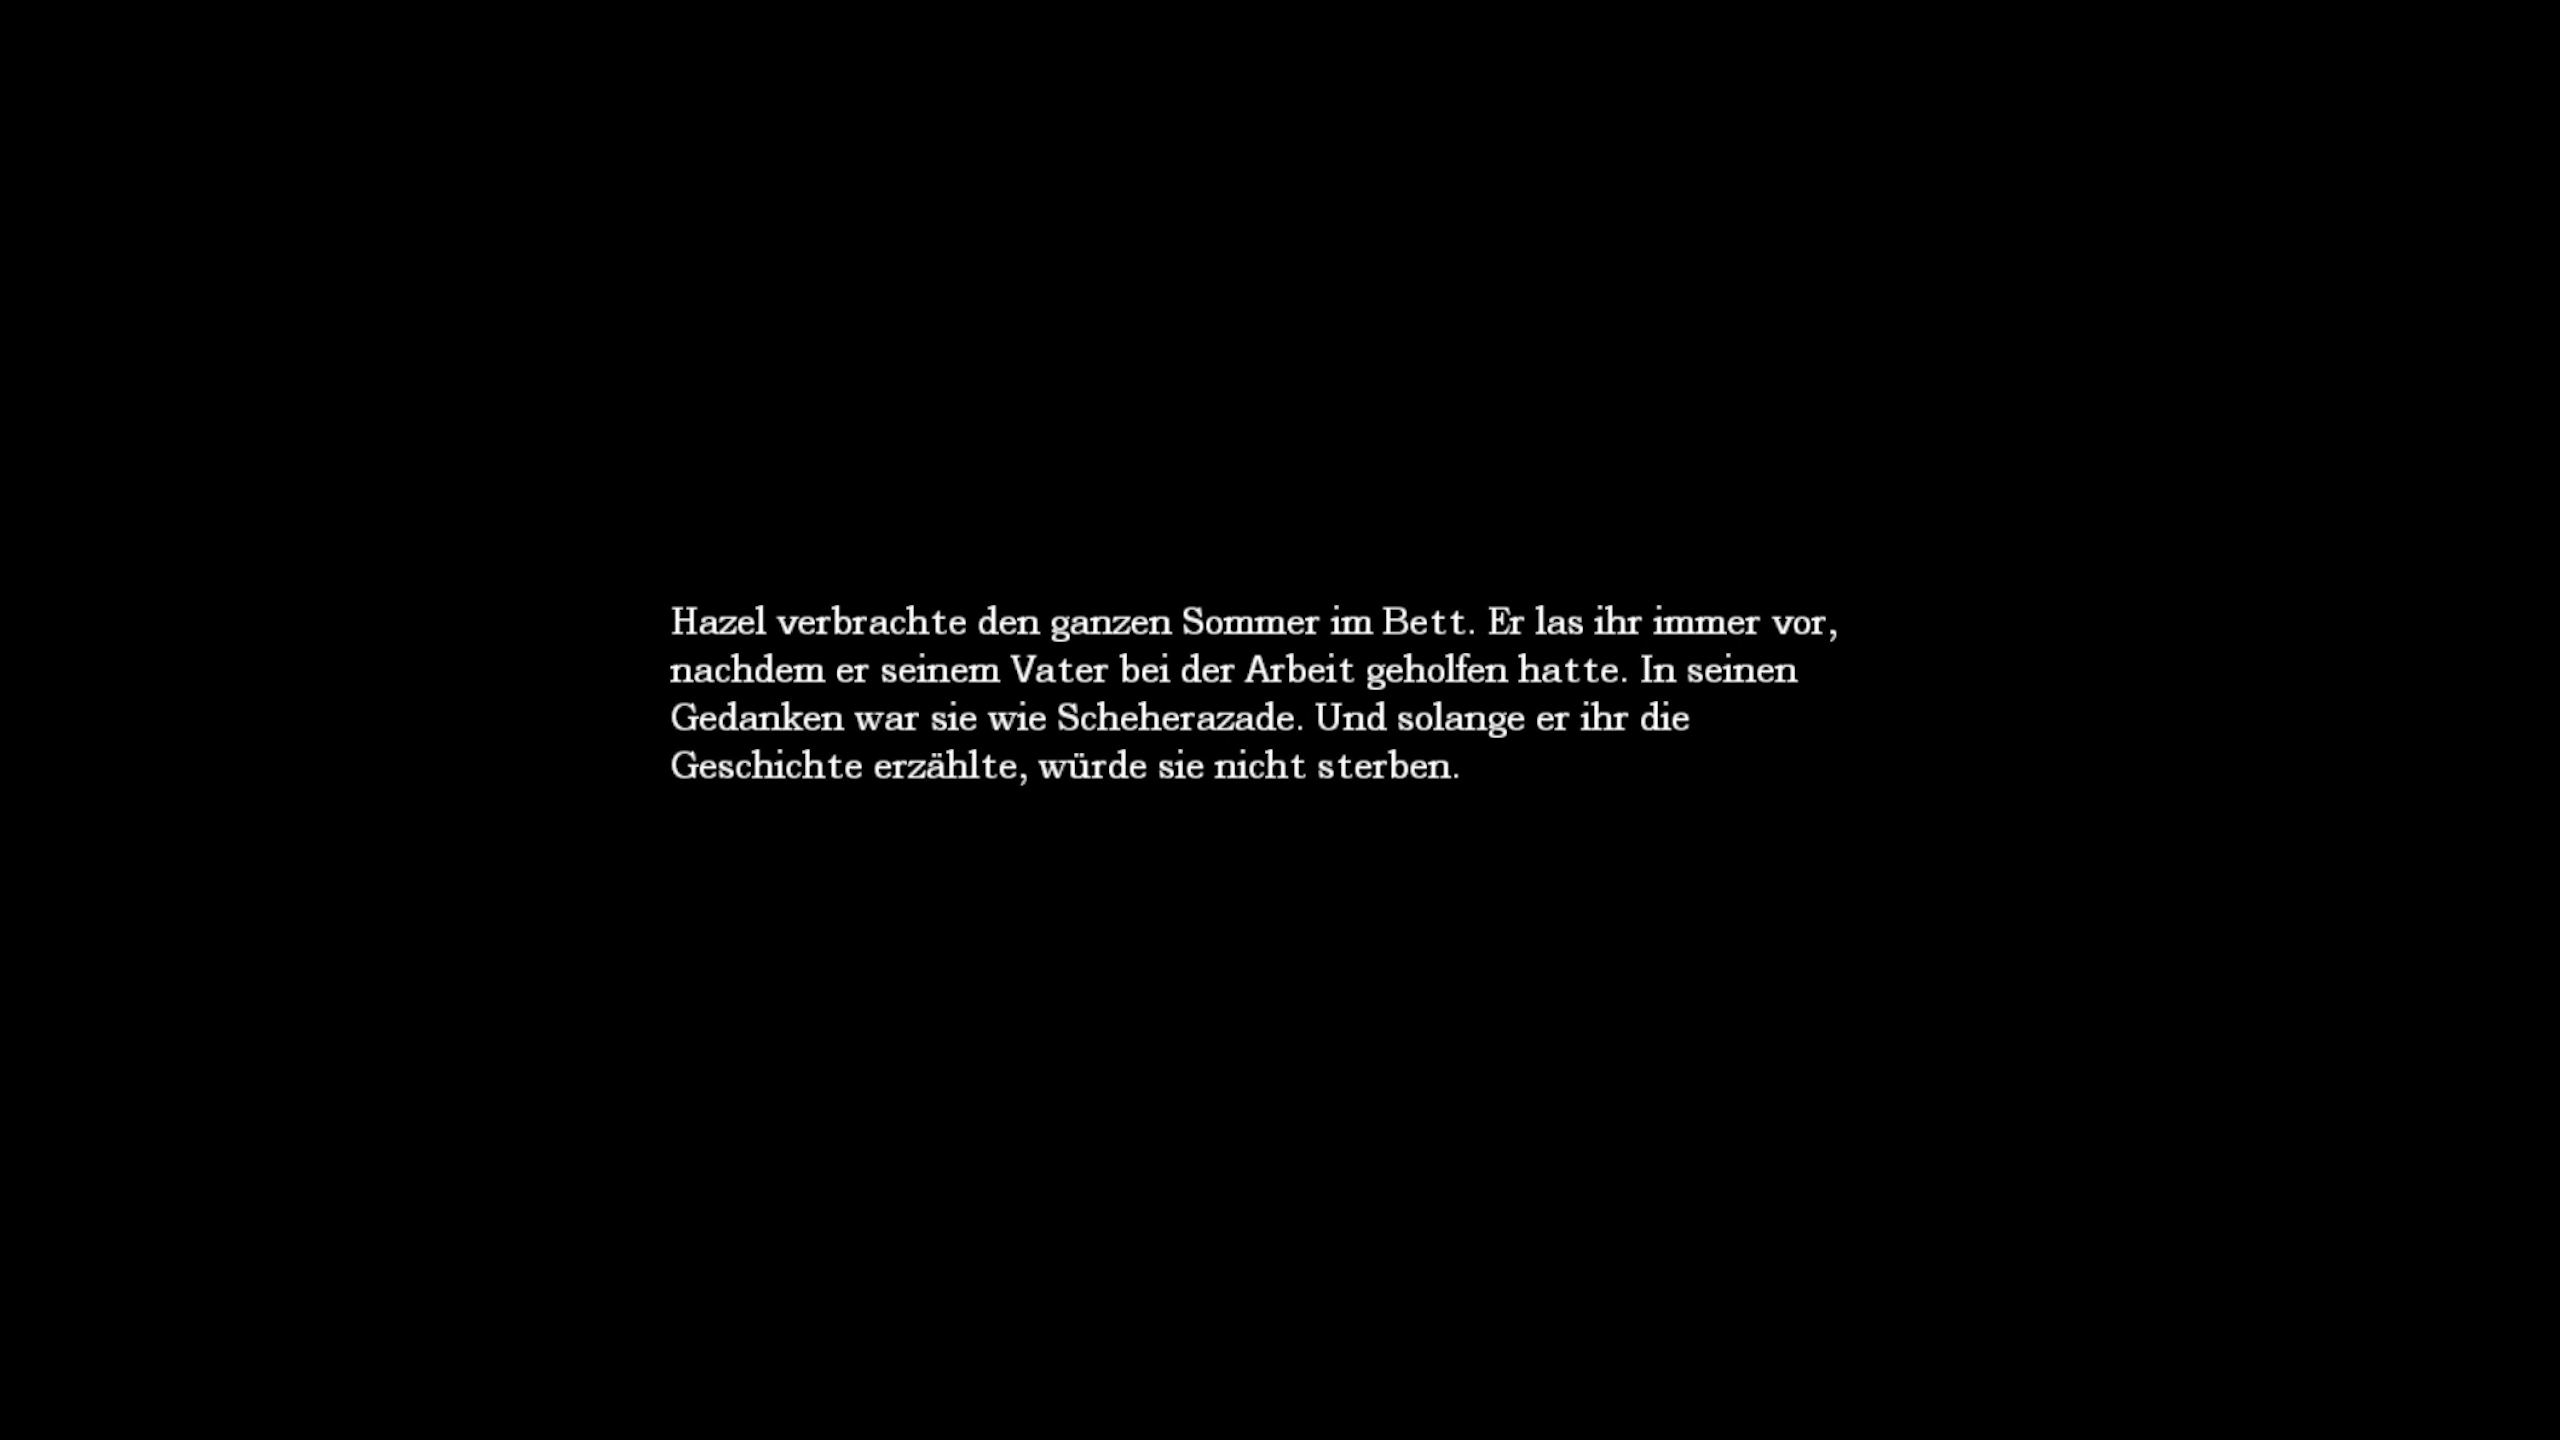 Hazel verbrachte den ganzen Sommer im Bett. Er las ihr immer vor,
nachdem er seinem Vater bei der Arbeit geholfen hatte. In seinen
Gedanken war sie wie Scheherazade. Und solange er ihr die
Geschichte erzählte, würde sie nicht sterben.